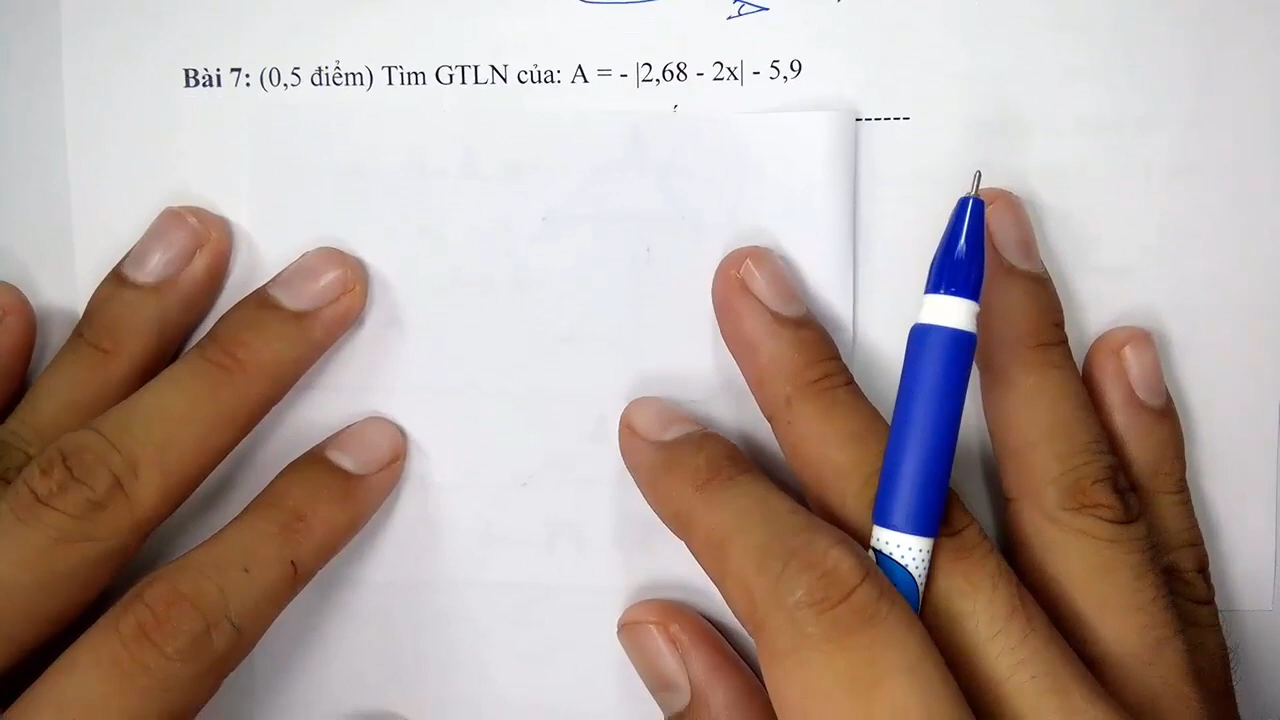 Bài 7: (0,5 điểm) Tìm GTLN của: A = - |2,68 - 2x| - 5,9
------